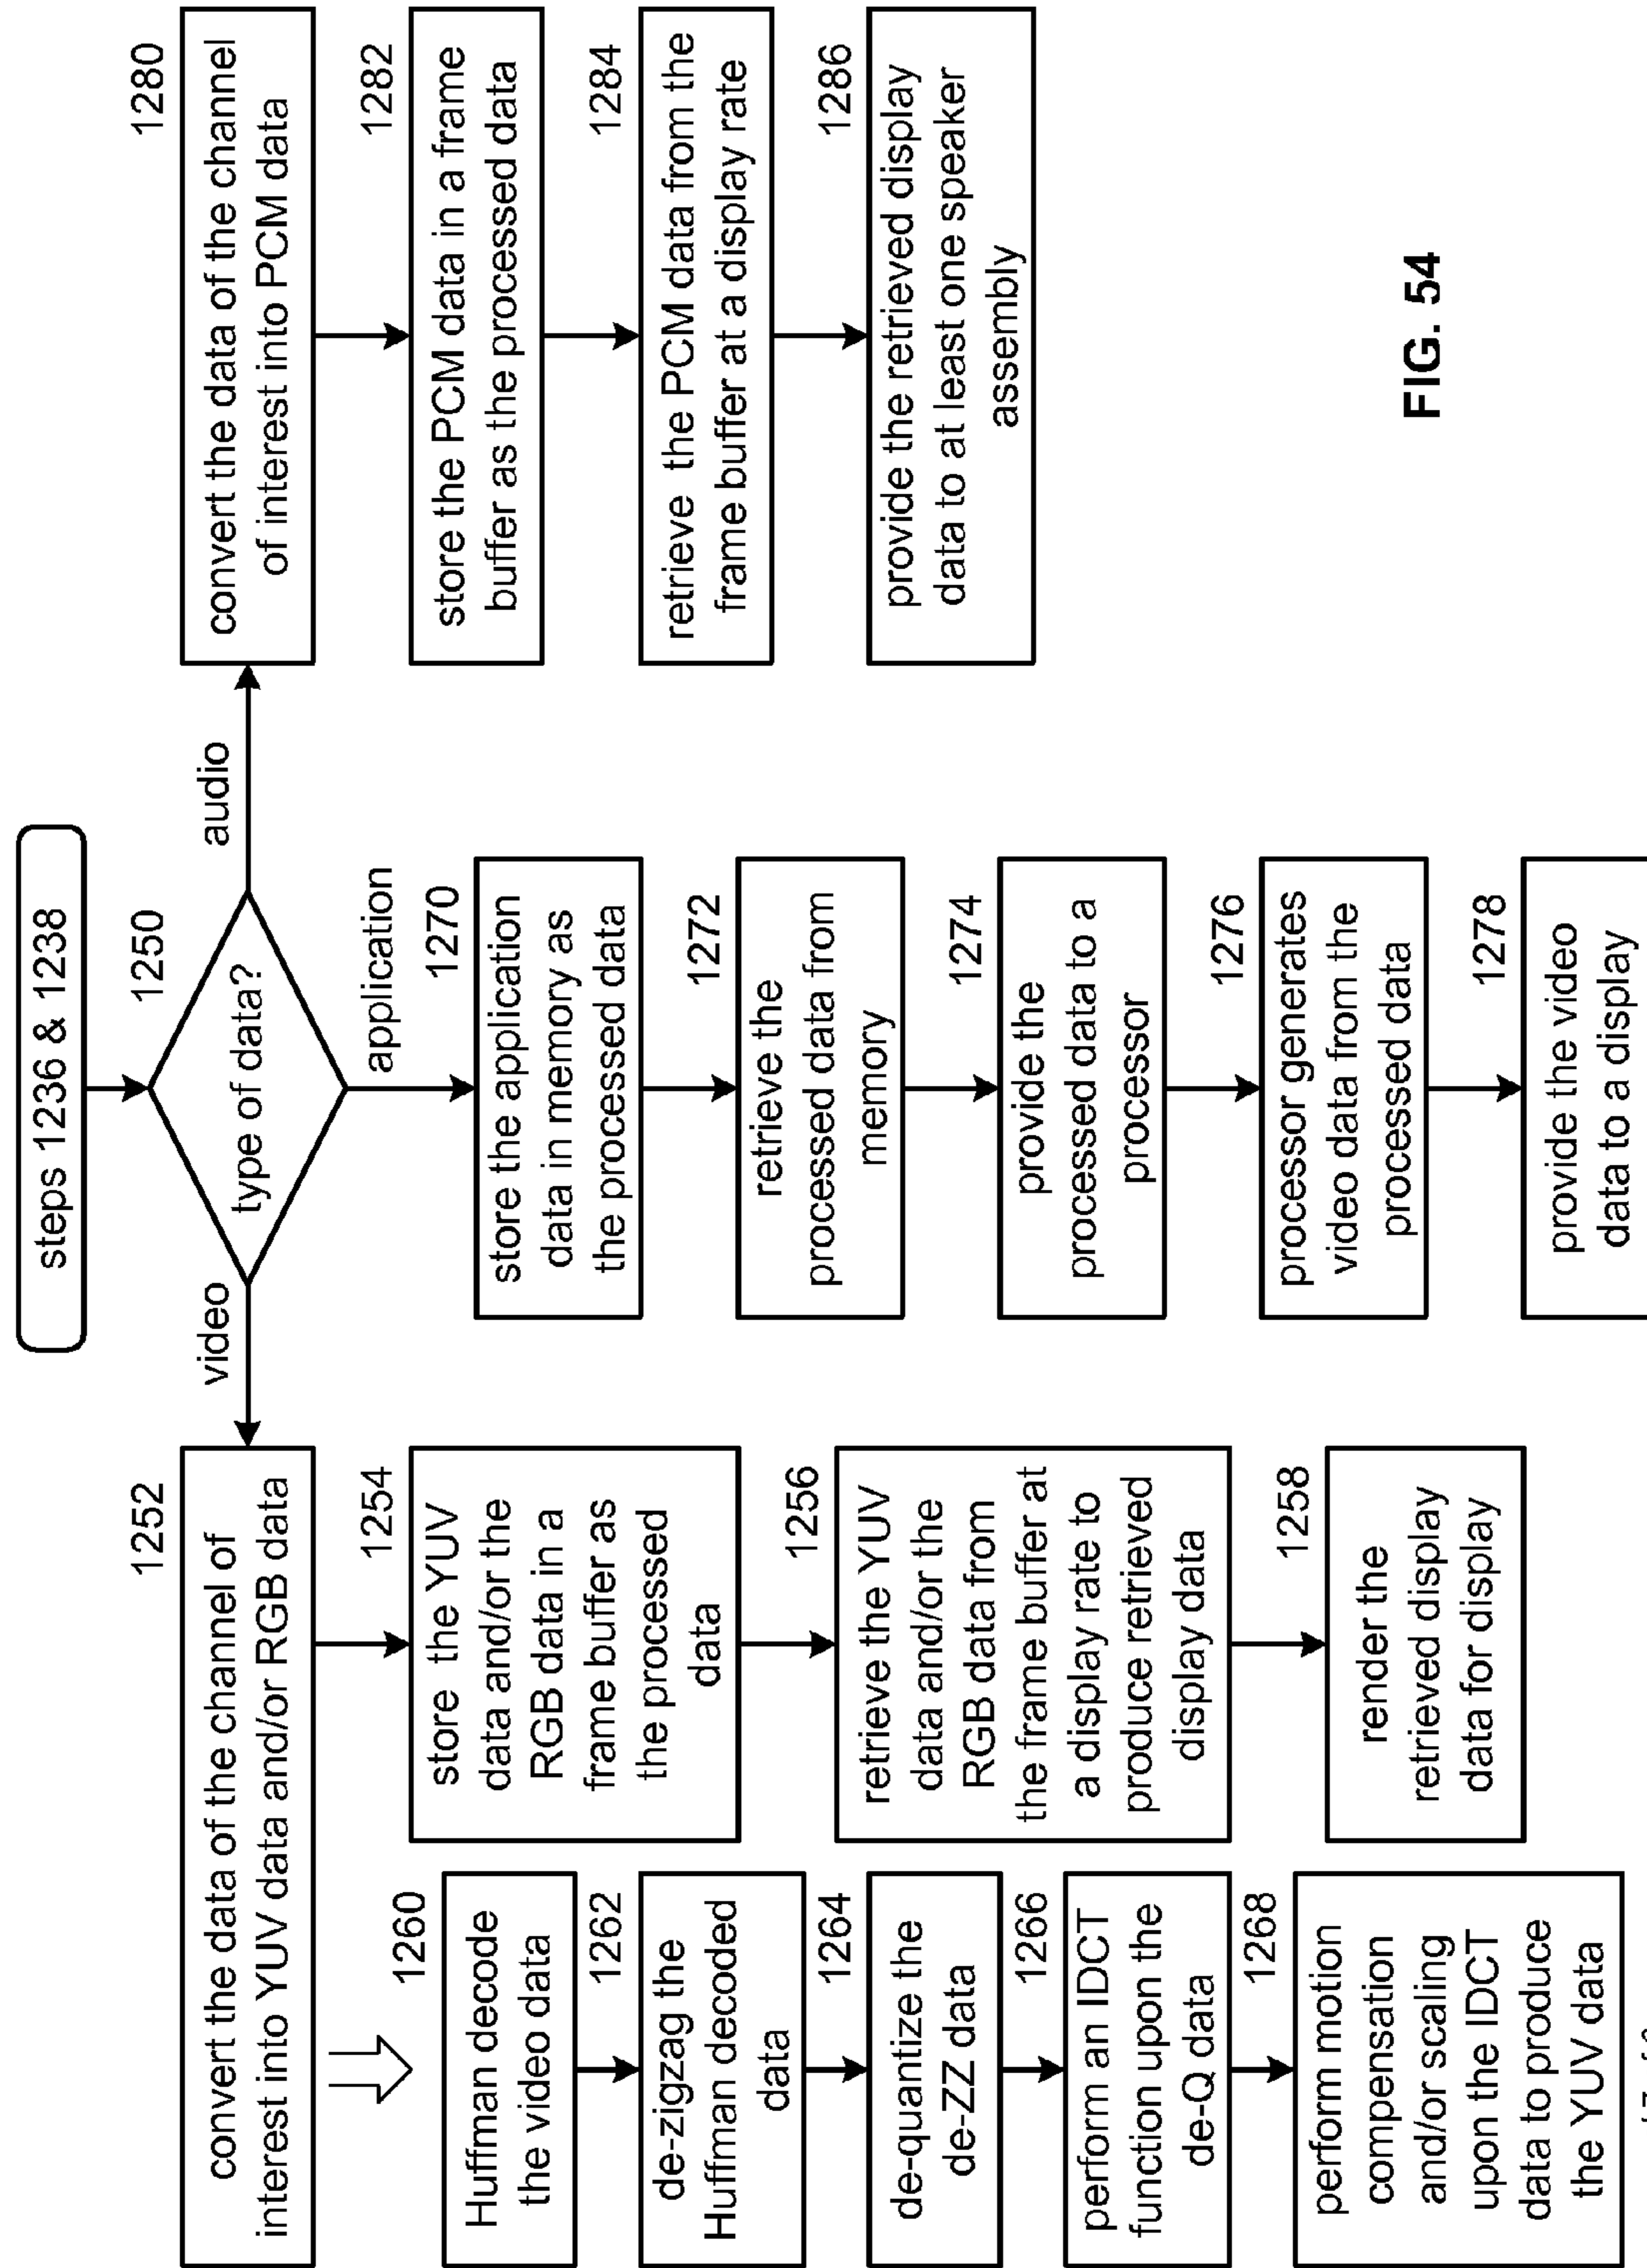 steps 1236 & 1238
1250
type of data?
video
application
audio
1252
convert the data of the channel of
interest into YUV data and/or RGB data
1254
store the YUV
data and/or the
RGB data in a
frame buffer as
the processed
data
1256
retrieve the YUV
data and/or the
RGB data from
the frame buffer at
a display rate to
produce retrieved
display data
1258
render the
retrieved display
data for display
1260
Huffman decode
the video data
1262
de-zigzag the
Huffman decoded
data
1264
de-quantize the
de-ZZ data
1266
perform an IDCT
function upon the
de-Q data
1268
perform motion
compensation
and/or scaling
upon the IDCT
data to produce
the YUV data
1270
store the application
data in memory as
the processed data
1272
retrieve the
processed data from
memory
1274
provide the
processed data to a
processor
1276
processor generates
video data from the
processed data
1278
provide the video
data to a display
1280
convert the data of the channel
of interest into PCM data
1282
store the PCM data in a frame
buffer as the processed data
1284
retrieve the PCM data from the
frame buffer at a display rate
1286
provide the retrieved display
data to at least one speaker
assembly
FIG. 54